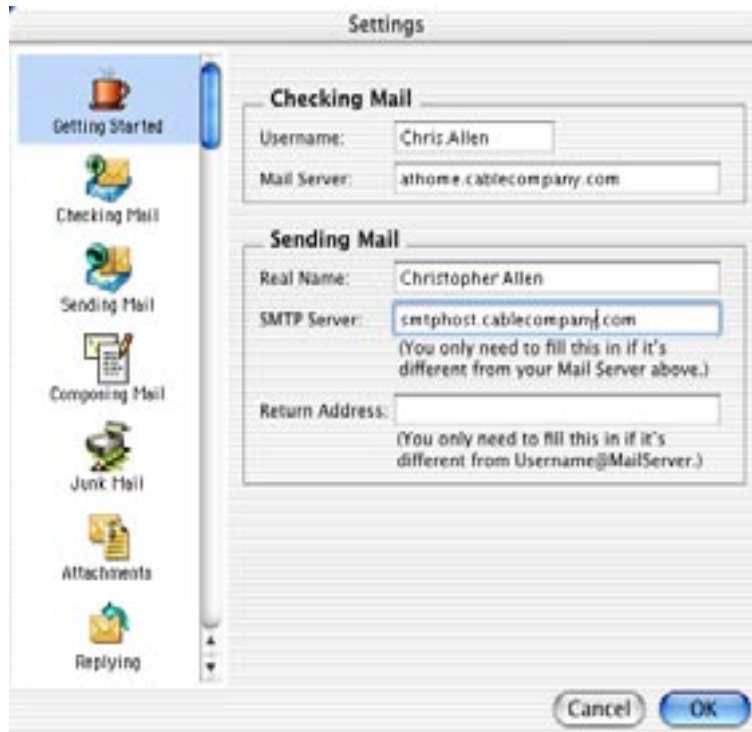 Settings
Getting Started
Checking Mail
Sending Mail
Composing Mail
Junk Mail
Attachments
Replying
Checking Mail
Username: Chris.Allen
Mail Server: athome.cablecompany.com
Sending Mail
Real Name: Christopher Allen
SMTP Server: smtphost.cablecompany.com
(You only need to fill this in if it's
different from your Mail Server above.)
Return Address:
(You only need to fill this in if it's
different from Username@MailServer.)
Cancel OK